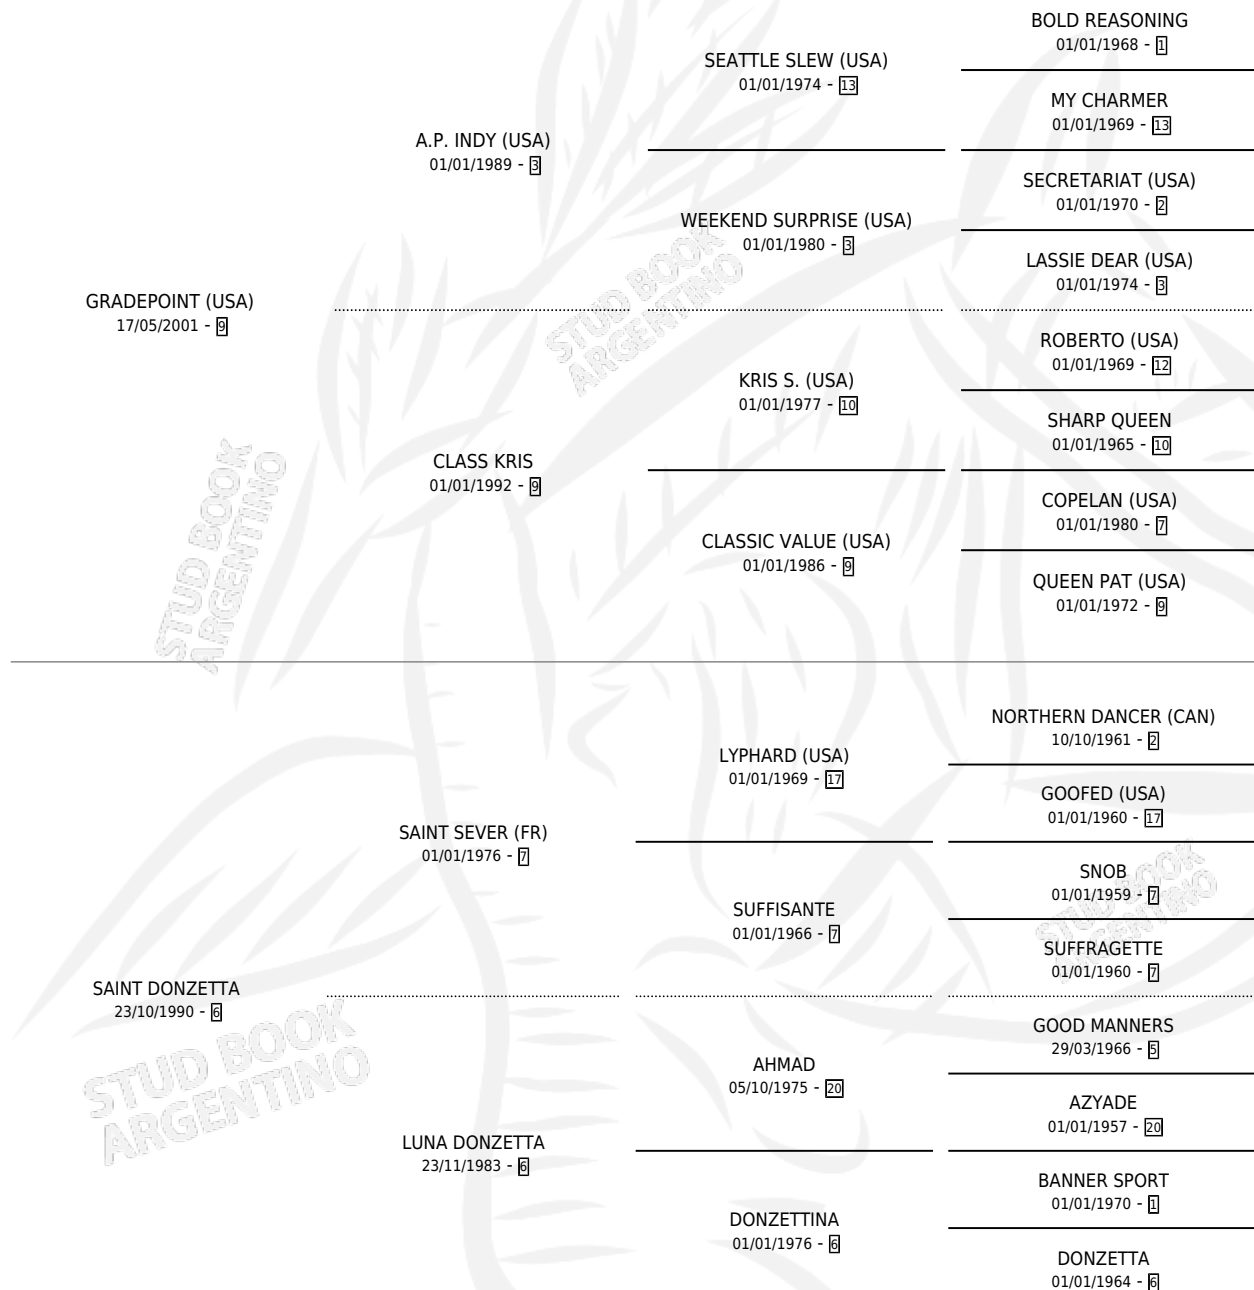 GRADEPOINT (USA)
17/05/2001 - 9
A.P. INDY (USA)
01/01/1989 - 3
CLASS KRIS
01/01/1992 - 9
SEATTLE SLEW (USA)
01/01/1974 - 13
WEEKEND SURPRISE (USA)
01/01/1980 - 3
KRIS S. (USA)
01/01/1977 - 10
CLASSIC VALUE (USA)
01/01/1986 - 9
BOLD REASONING
01/01/1968 - 1
MY CHARMER
01/01/1969 - 13
SECRETARIAT (USA)
01/01/1970 - 2
LASSIE DEAR (USA)
01/01/1974 - 3
ROBERTO (USA)
01/01/1969 - 12
SHARP QUEEN
01/01/1965 - 10
COPELAN (USA)
01/01/1980 - 7
QUEEN PAT (USA)
01/01/1972 - 9
SAINT DONZETTA
23/10/1990 - 6
SAINT SEVER (FR)
01/01/1976 - 7
LUNA DONZETTA
23/11/1983 - 6
LYPHARD (USA)
01/01/1969 - 17
SUFFISANTE
01/01/1966 - 7
AHMAD
05/10/1975 - 20
DONZETTINA
01/01/1976 - 6
NORTHERN DANCER (CAN)
10/10/1961 - 2
GOOFED (USA)
01/01/1960 - 17
SNOB
01/01/1959 - 7
SUFFRAGETTE
01/01/1960 - 7
GOOD MANNERS
29/03/1966 - 5
AZYADE
01/01/1957 - 20
BANNER SPORT
01/01/1970 - 1
DONZETTA
01/01/1964 - 6
STUD BOOK
ARGENTINO
STUD BOOK
ARGENTINO
STUD BOOK
ARGENTINO
STUD BOOK
ARGENTINO